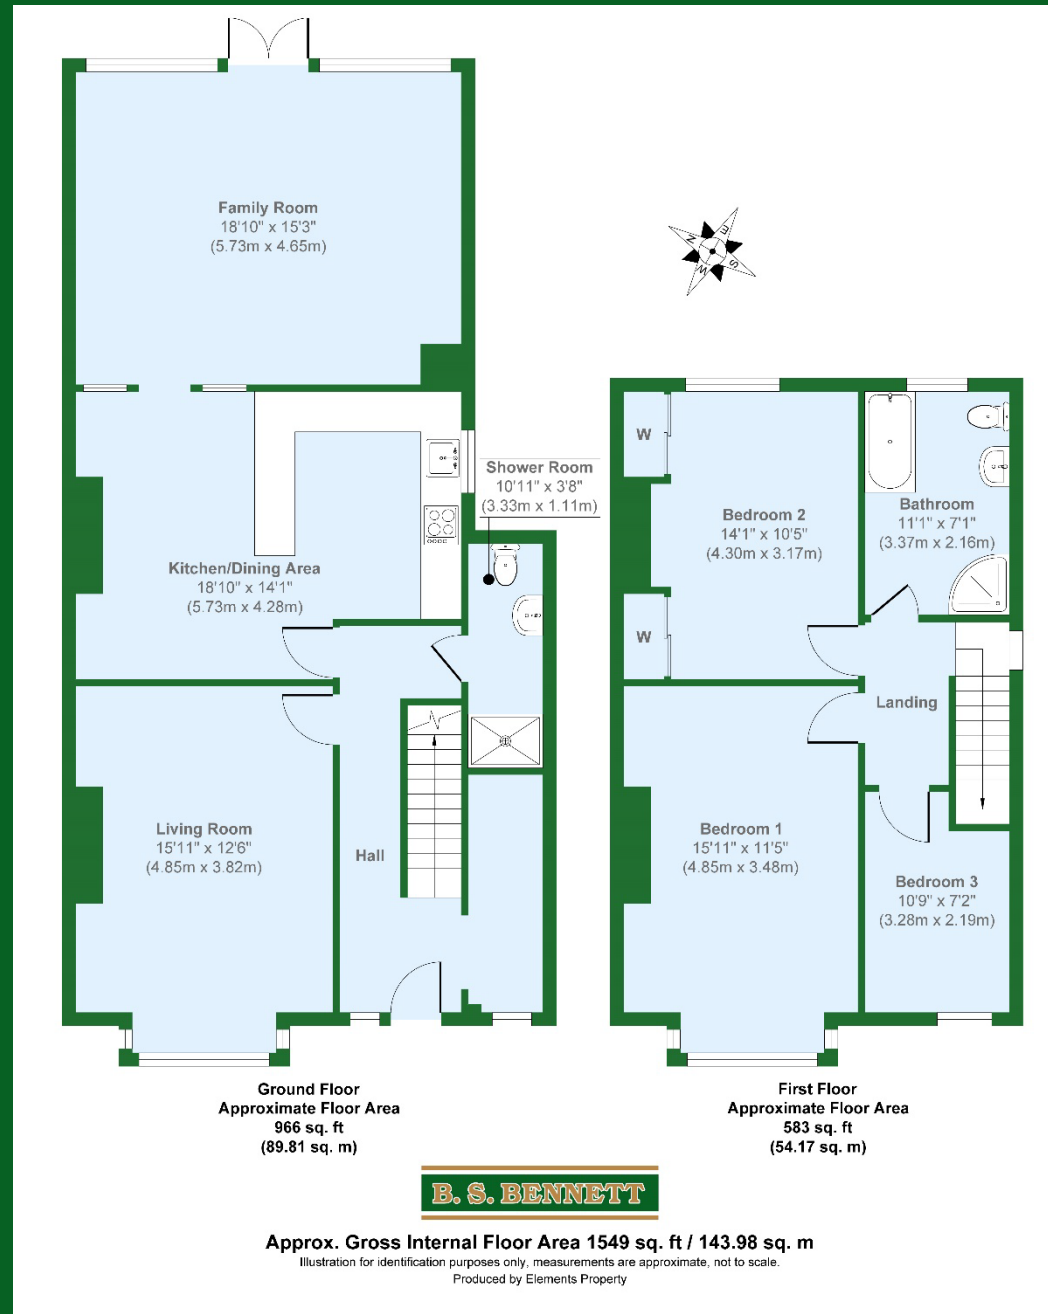 Family Room
18'10" x 15'3"
(5.73m x 4.65m)
N
E
S
W
Shower Room
10'11" x 3'8"
(3.33m x 1.11m)
Kitchen/Dining Area
18'10" x 14'1"
(5.73m x 4.28m)
Living Room
15'11" x 12'6"
(4.85m x 3.82m)
Hall
W
W
Bedroom 2
14'1" x 10'5"
(4.30m x 3.17m)
Bathroom
11'1" x 7'1"
(3.37m x 2.16m)
Landing
Bedroom 1
15'11" x 11'5"
(4.85m x 3.48m)
Bedroom 3
10'9" x 7'2"
(3.28m x 2.19m)
Ground Floor
Approximate Floor Area
966 sq. ft
(89.81 sq. m)
First Floor
Approximate Floor Area
583 sq. ft
(54.17 sq. m)
B. S. BENNETT
Approx. Gross Internal Floor Area 1549 sq. ft / 143.98 sq. m
Illustration for identification purposes only, measurements are approximate, not to scale.
Produced by Elements Property